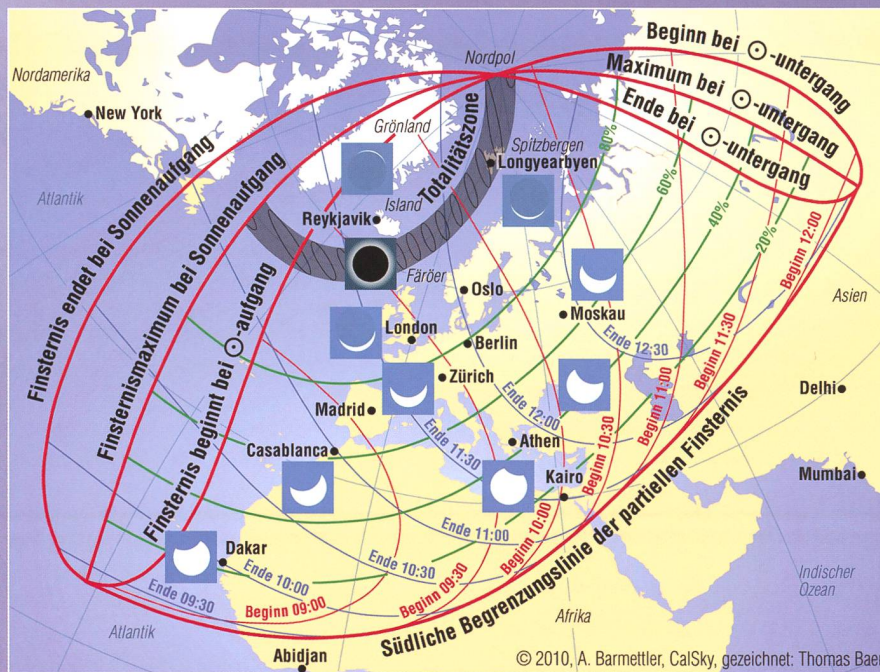 Nordpol
Beginn bei ☉-untergang
Maximum bei ☉-untergang
Ende bei ☉-untergang
Nordamerika
New York
Grönland
Totalitätszone
Spitzbergen
Longyearbyen
80%
60%
40%
20%
Atlantik
Finsternis endet bei Sonnenaufgang
Finsternismaximum bei Sonnenaufgang
Finsternis beginnt bei ☉-aufgang
Reykjavik
Island
Färöer
Oslo
Moskau
Asien
London
Berlin
Zürich
Madrid
Casablanca
Athen
Kairo
Delhi
Mumbai
Dakar
Abidjan
Ende 09:30
Ende 10:00
Ende 10:30
Ende 11:00
Ende 11:30
Ende 12:00
Ende 12:30
Beginn 09:00
Beginn 09:30
Beginn 10:00
Beginn 10:30
Beginn 11:00
Beginn 11:30
Beginn 12:00
Südliche Begrenzungslinie der partiellen Finsternis
Atlantik
Afrika
Indischer
Ozean
© 2010, A. Barmettler, CalSky, gezeichnet: Thomas Baer